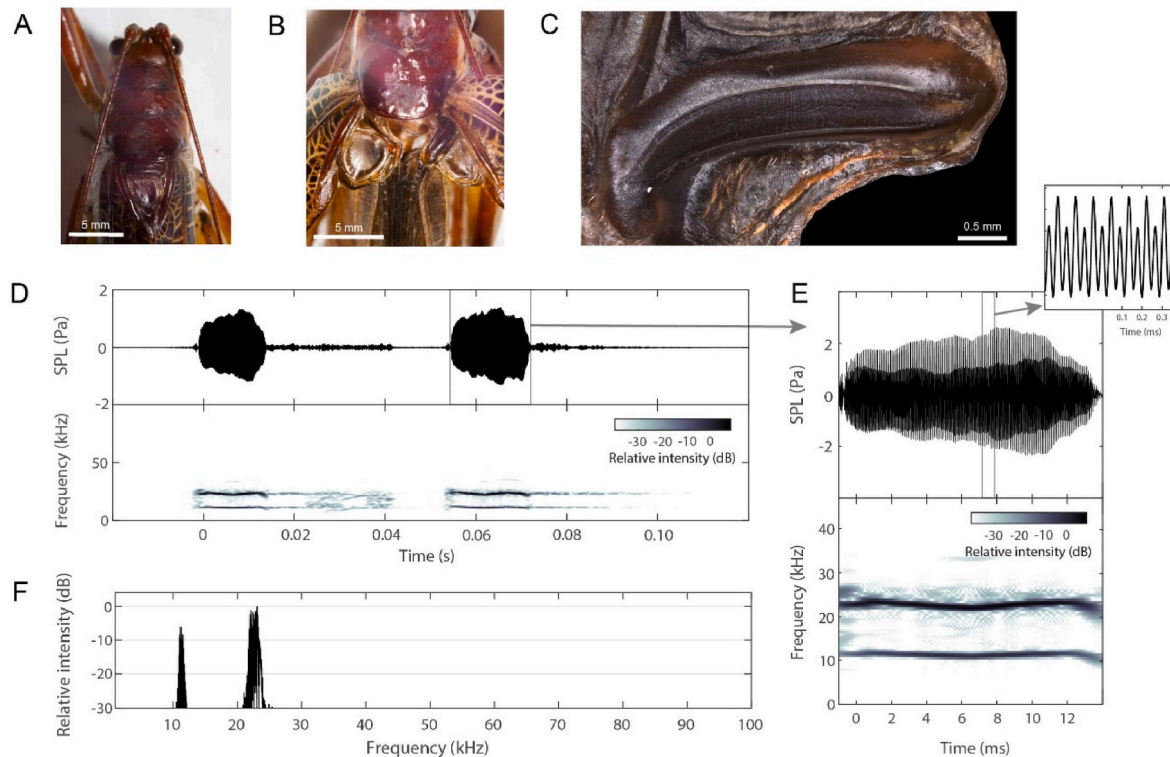 A
B
C
5 mm
5 mm
0.5 mm
0.1 0.2 0.3
Time (ms)
D
SPL (Pa)
2
0
-2
Frequency (kHz)
50
0
-30 -20 -10 0
Relative intensity (dB)
0 0.02 0.04 0.06 0.08 0.10
Time (s)
E
SPL (Pa)
2
0
-2
Frequency (kHz)
40
30
20
10
0
-30 -20 -10 0
Relative intensity (dB)
0 2 4 6 8 10 12
Time (ms)
F
Relative intensity (dB)
0
-10
-20
-30
10 20 30 40 50 60 70 80 90 100
Frequency (kHz)